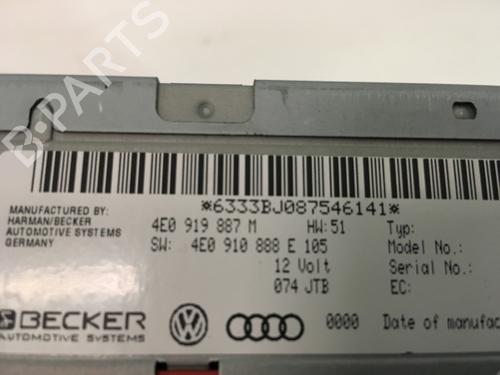 B-PARTS
*6333BJ087546141*
MANUFACTURED BY:
HARMAN/BECKER
AUTOMOTIVE SYSTEMS
GERMANY
4E0 919 887 M HW:51 Typ:
SW: 4E0 910 888 E 105 Model No.:
12 Volt Serial No.:
074 JTB EC:
BECKER
AUTOMOTIVE SYSTEMS
0000 Date of manufac